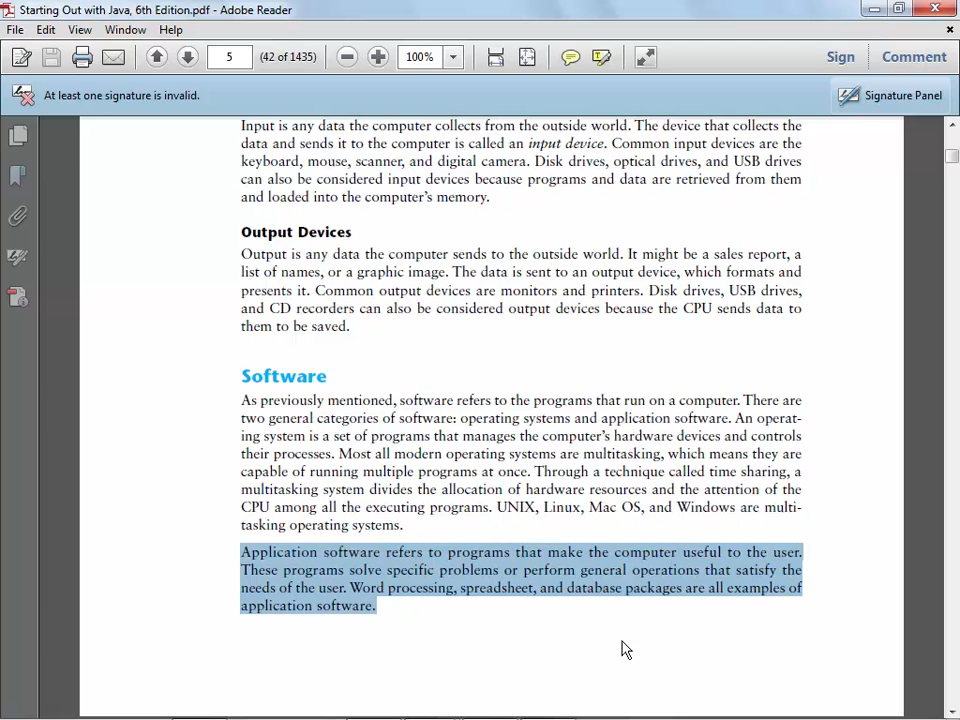 Starting Out with Java, 6th Edition.pdf - Adobe Reader
File Edit View Window Help
5 (42 of 1435) 100% Sign Comment
At least one signature is invalid. Signature Panel
Input is any data the computer collects from the outside world. The device that collects the
data and sends it to the computer is called an input device. Common input devices are the
keyboard, mouse, scanner, and digital camera. Disk drives, optical drives, and USB drives
can also be considered input devices because programs and data are retrieved from them
and loaded into the computer's memory.
Output Devices
Output is any data the computer sends to the outside world. It might be a sales report, a
list of names, or a graphic image. The data is sent to an output device, which formats and
presents it. Common output devices are monitors and printers. Disk drives, USB drives,
and CD recorders can also be considered output devices because the CPU sends data to
them to be saved.
Software
As previously mentioned, software refers to the programs that run on a computer. There are
two general categories of software: operating systems and application software. An operat-
ing system is a set of programs that manages the computer's hardware devices and controls
their processes. Most all modern operating systems are multitasking, which means they are
capable of running multiple programs at once. Through a technique called time sharing, a
multitasking system divides the allocation of hardware resources and the attention of the
CPU among all the executing programs. UNIX, Linux, Mac OS, and Windows are multi-
tasking operating systems.
Application software refers to programs that make the computer useful to the user.
These programs solve specific problems or perform general operations that satisfy the
needs of the user. Word processing, spreadsheet, and database packages are all examples of
application software.